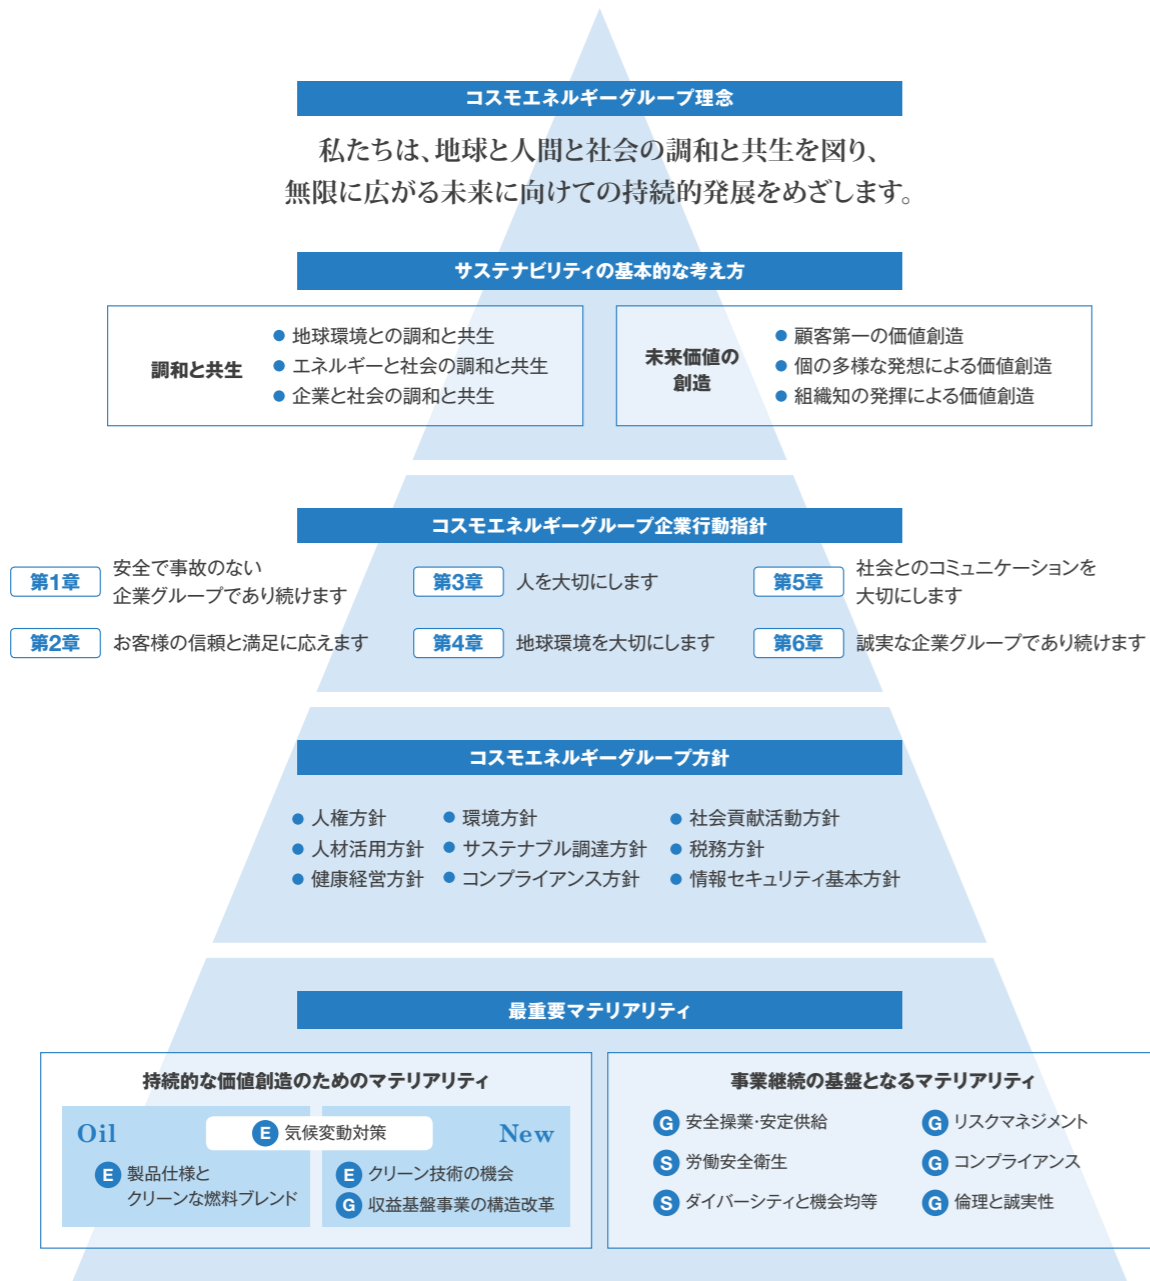 コスモエネルギーグループ理念
私たちは、地球と人間と社会の調和と共生を図り、
無限に広がる未来に向けての持続的発展をめざします。
サステナビリティの基本的な考え方
調和と共生
● 地球環境との調和と共生
● エネルギーと社会の調和と共生
● 企業と社会の調和と共生
未来価値の
創造
● 顧客第一の価値創造
● 個の多様な発想による価値創造
● 組織知の発揮による価値創造
コスモエネルギーグループ企業行動指針
第1章
安全で事故のない
企業グループであり続けます
第2章
お客様の信頼と満足に応えます
第3章
人を大切にします
第4章
地球環境を大切にします
第5章
社会とのコミュニケーションを
大切にします
第6章
誠実な企業グループであり続けます
コスモエネルギーグループ方針
● 人権方針
● 人材活用方針
● 健康経営方針
● 環境方針
● サステナブル調達方針
● コンプライアンス方針
● 社会貢献活動方針
● 税務方針
● 情報セキュリティ基本方針
最重要マテリアリティ
持続的な価値創造のためのマテリアリティ
Oil
E 気候変動対策
New
E 製品仕様と
クリーンな燃料ブレンド
E クリーン技術の機会
G 収益基盤事業の構造改革
事業継続の基盤となるマテリアリティ
G 安全操業・安定供給
S 労働安全衛生
S ダイバーシティと機会均等
G リスクマネジメント
G コンプライアンス
G 倫理と誠実性